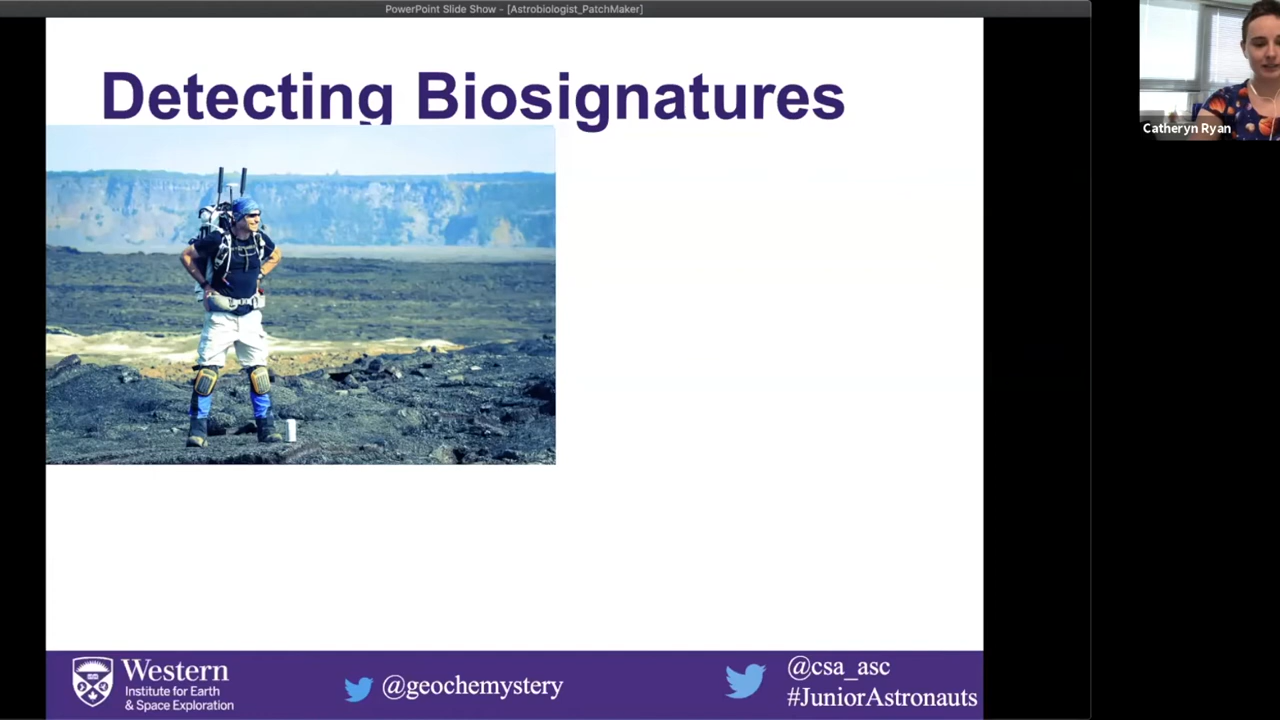 PowerPoint Slide Show - [Astrobiologist_PatchMaker]
Detecting Biosignatures
Catheryn Ryan
Western
Institute for Earth
& Space Exploration
@geochemystery
@csa_asc
#JuniorAstronauts